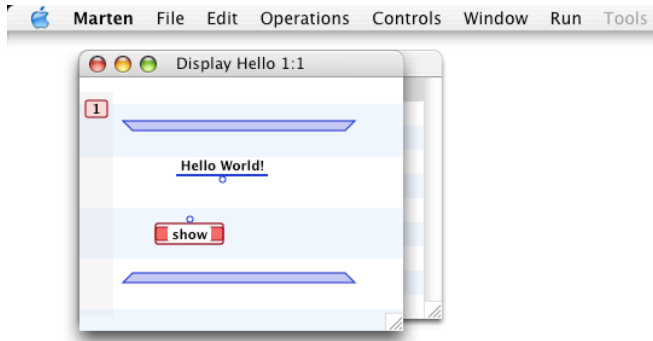 Marten File Edit Operations Controls Window Run Tools
Display Hello 1:1
1
Hello World!
show